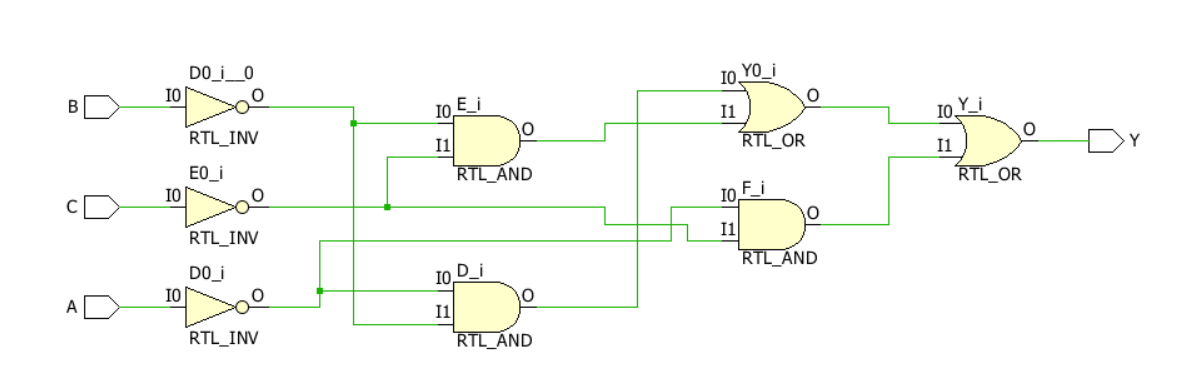 D0_i__0
B
I0
O
RTL_INV
E0_i
C
I0
O
RTL_INV
D0_i
A
I0
O
RTL_INV
E_i
I0
I1
O
RTL_AND
D_i
I0
I1
O
RTL_AND
Y0_i
I0
I1
O
RTL_OR
F_i
I0
I1
O
RTL_AND
Y_i
I0
I1
O
RTL_OR
Y